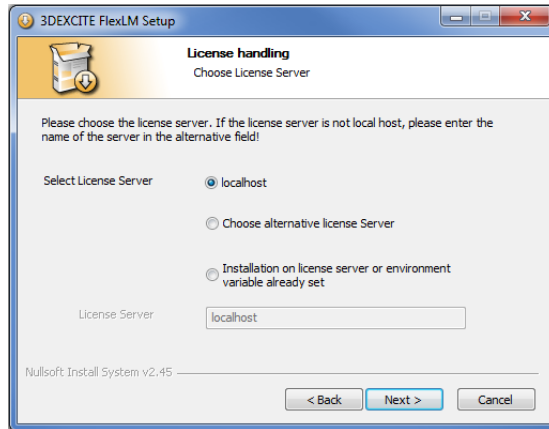 3DEXCITE FlexLM Setup
License handling
Choose License Server
Please choose the license server. If the license server is not local host, please enter the
name of the server in the alternative field!
Select License Server
localhost
Choose alternative license Server
Installation on license server or environment
variable already set
License Server
localhost
Nullsoft Install System v2.45
< Back
Next >
Cancel